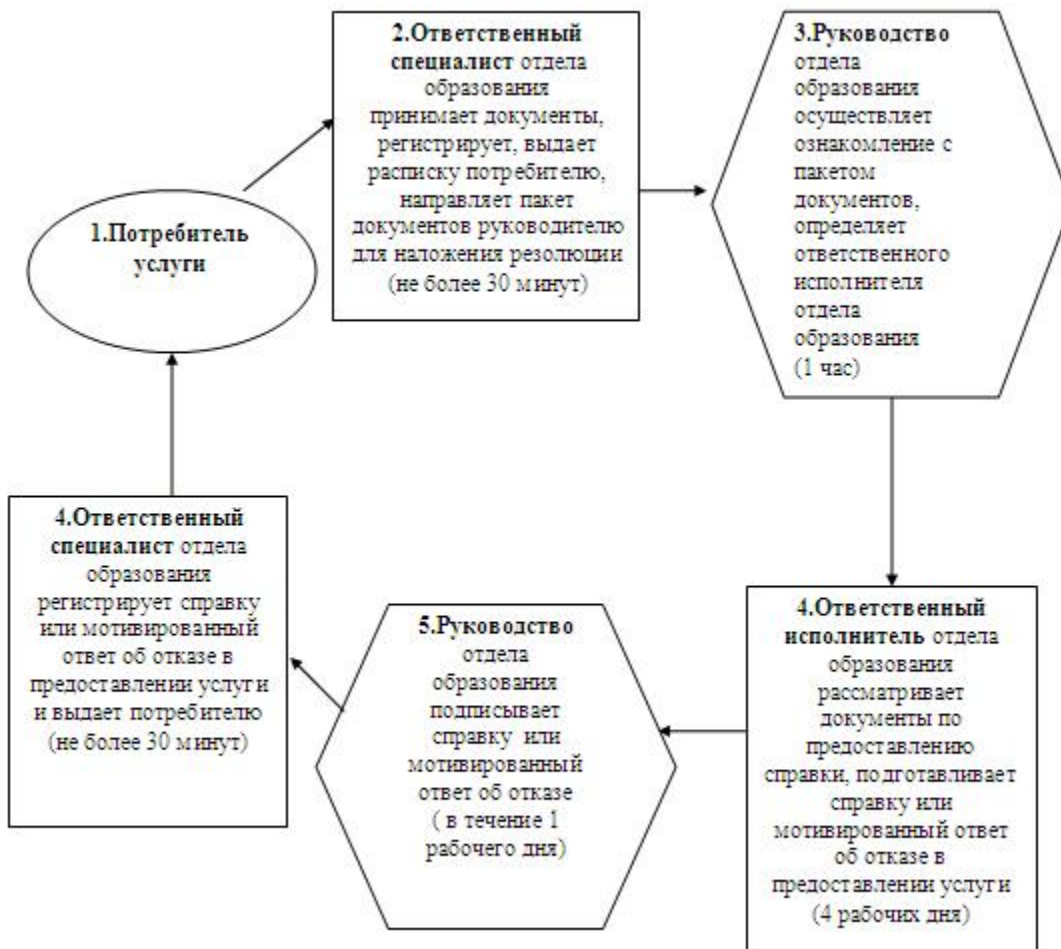 1.Потребитель
услуги
2.Ответственный
специалист отдела
образования
принимает документы,
регистрирует, выдает
расписку потребителю,
направляет пакет
документов руководителю
для наложения резолюции
(не более 30 минут)
3.Руководство
отдела
образования
осуществляет
ознакомление с
пакетом
документов,
определяет
ответственного
исполнителя
отдела
образования
(1 час)
4.Ответственный
исполнитель отдела
образования
рассматривает
документы по
предоставлению
справки, подготавливает
справку или
мотивированный ответ
об отказе в
предоставлении услуги
(4 рабочих дня)
5.Руководство
отдела
образования
подписывает
справку или
мотивированный
ответ об отказе
( в течение 1
рабочего дня)
4.Ответственный
специалист отдела
образования
регистрирует справку
или мотивированный
ответ об отказе в
предоставлении услуги
и выдает потребителю
(не более 30 минут)